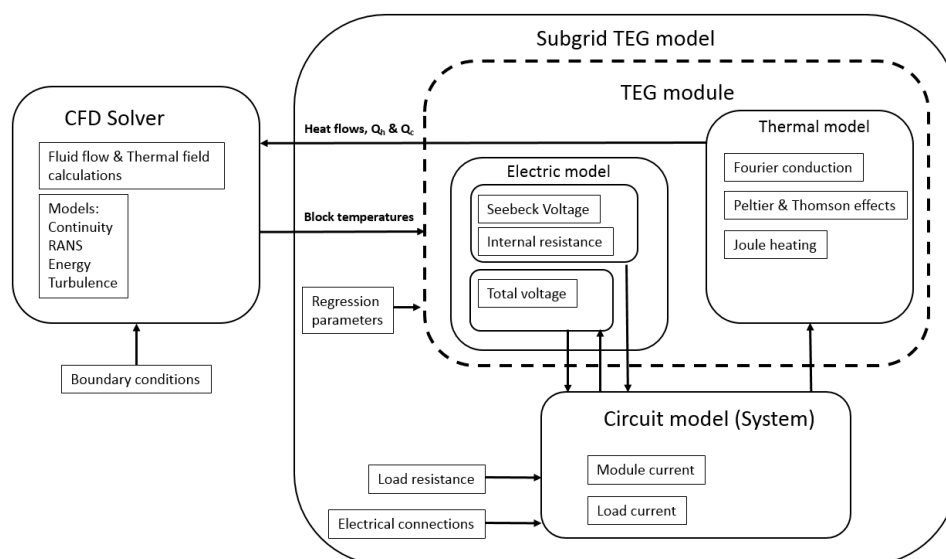 Subgrid TEG model
TEG module
CFD Solver
Fluid flow & Thermal field
calculations
Models:
Continuity
RANS
Energy
Turbulence
Boundary conditions
Heat flows, Qh & Qc
Block temperatures
Regression
parameters
Electric model
Seebeck Voltage
Internal resistance
Total voltage
Thermal model
Fourier conduction
Peltier & Thomson effects
Joule heating
Circuit model (System)
Module current
Load current
Load resistance
Electrical connections